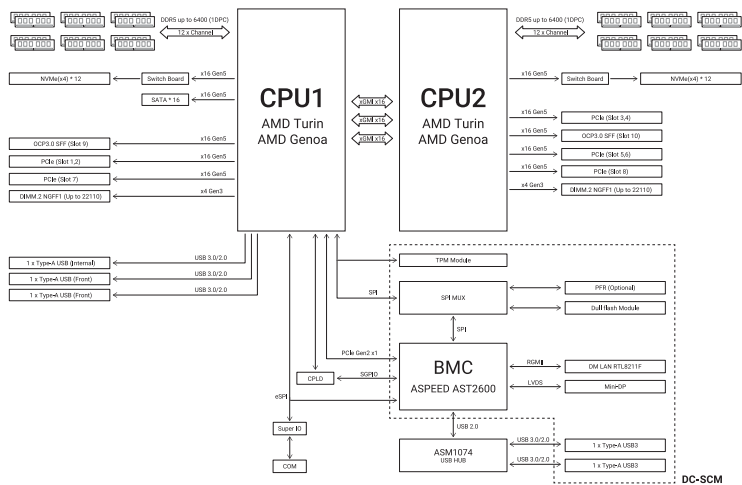 DDR5 up to 6400 (1DPC)
12 x Channel
DDR5 up to 6400 (1DPC)
12 x Channel
NVMe(x4) * 12
Switch Board
x16 Gen5
SATA * 16
x16 Gen5
OCP3.0 SFF (Slot 9)
x16 Gen5
PCIe (Slot 1,2)
x16 Gen5
PCIe (Slot 7)
x16 Gen5
DIMM.2 NGFF1 (Up to 22110)
x4 Gen3
CPU1
AMD Turin
AMD Genoa
xGMI x16
xGMI x16
xGMI x16
CPU2
AMD Turin
AMD Genoa
x16 Gen5
Switch Board
NVMe(x4) * 12
x16 Gen5
PCIe (Slot 3,4)
x16 Gen5
OCP3.0 SFF (Slot 10)
x16 Gen5
PCIe (Slot 5,6)
x16 Gen5
PCIe (Slot 8)
x4 Gen3
DIMM.2 NGFF1 (Up to 22110)
1 x Type-A USB (Internal)
USB 3.0/2.0
1 x Type-A USB (Front)
USB 3.0/2.0
1 x Type-A USB (Front)
USB 3.0/2.0
TPM Module
SPI
SPI MUX
PFR (Optional)
Dull flash Module
SPI
PCIe Gen2 x1
BMC
ASPEED AST2600
RGMII
DM LAN RTL8211F
LVDS
Mini-DP
CPLD
SGPIO
eSPI
Super IO
COM
USB 2.0
ASM1074
USB HUB
USB 3.0/2.0
1 x Type-A USB3
USB 3.0/2.0
1 x Type-A USB3
DC-SCM